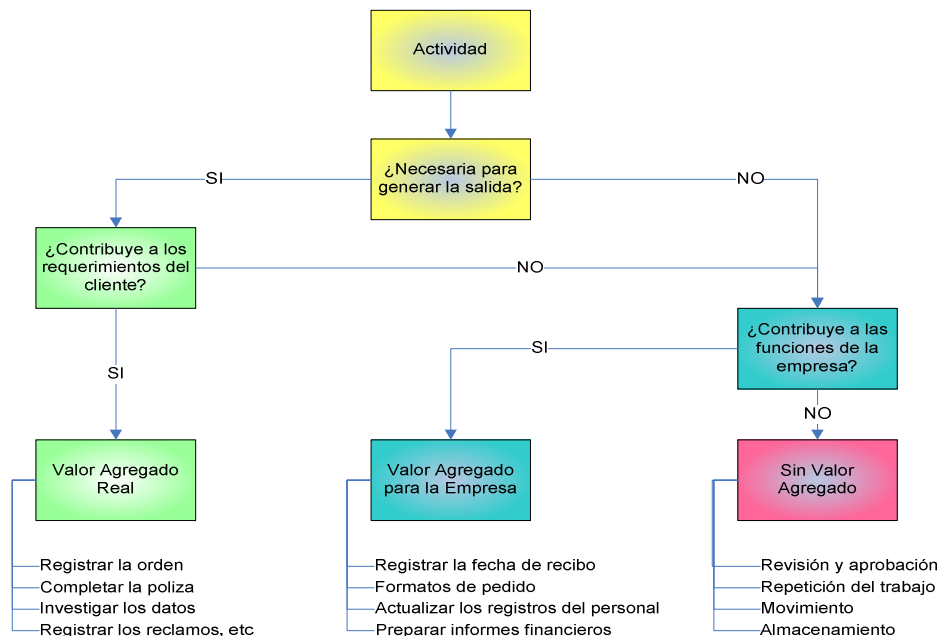 Actividad
¿Necesaria para
generar la salida?
SI
NO
¿Contribuye a los
requerimientos del
cliente?
NO
¿Contribuye a las
funciones de la
empresa?
SI
SI
NO
Valor Agregado
Real
Valor Agregado
para la Empresa
Sin Valor
Agregado
Registrar la orden
Completar la poliza
Investigar los datos
Registrar los reclamos, etc
Registrar la fecha de recibo
Formatos de pedido
Actualizar los registros del personal
Preparar informes financieros
Revisión y aprobación
Repetición del trabajo
Movimiento
Almacenamiento